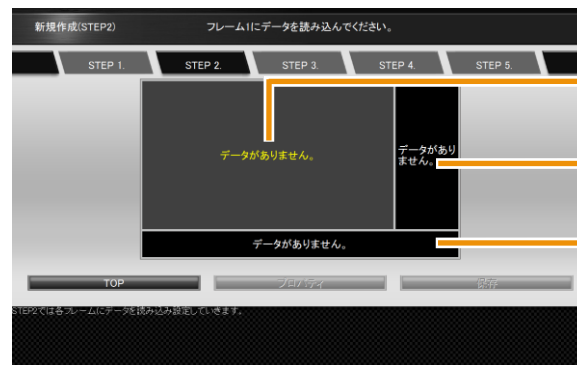 新規作成(STEP2)
フレーム1にデータを読み込んでください。
STEP 1.
STEP 2.
STEP 3.
STEP 4.
STEP 5.
データがありません。
データがあり
ません。
データがありません。
TOP
プロパティ
保存
STEP2では各フレームにデータを読み込み設定していきます。